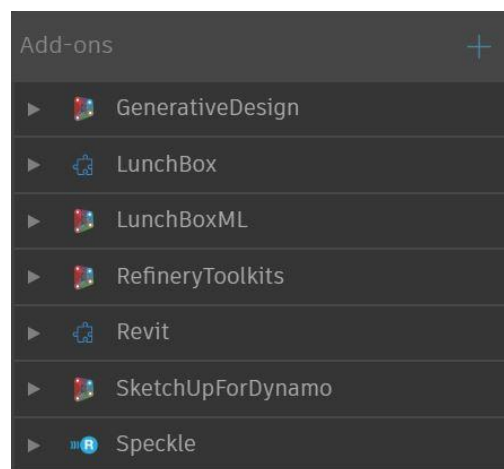 Add-ons
GenerativeDesign
LunchBox
LunchBoxML
RefineryToolkits
Revit
SketchUpForDynamo
R Speckle